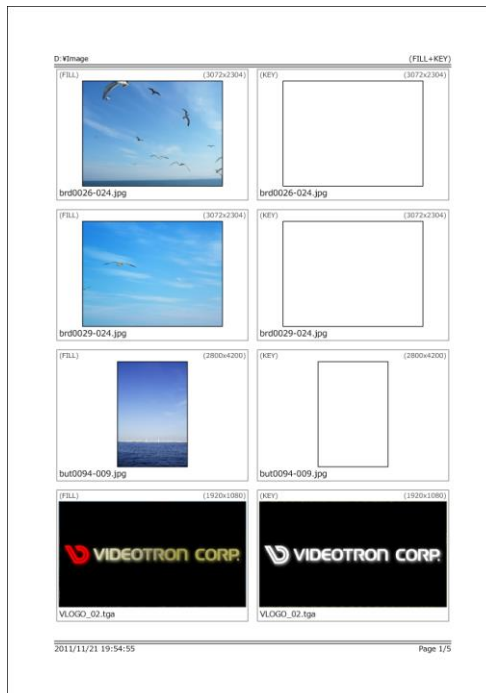 D:¥Image (FILL+KEY)
(FILL) (3072x2304) (KEY) (3072x2304)
brd0026-024.jpg brd0026-024.jpg
(FILL) (3072x2304) (KEY) (3072x2304)
brd0029-024.jpg brd0029-024.jpg
(FILL) (2800x4200) (KEY) (2800x4200)
but0094-009.jpg but0094-009.jpg
(FILL) (1920x1080) (KEY) (1920x1080)
VIDEOTRON CORP. VIDEOTRON CORP.
VLOGO_02.tga VLOGO_02.tga
2011/11/21 19:54:55 Page 1/5